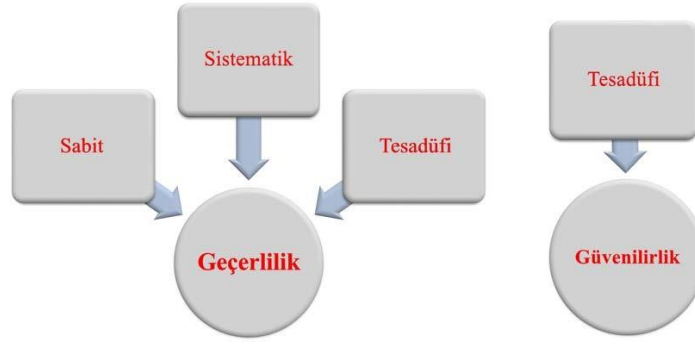 Sistematik
Sabit
Tesadüfi
Geçerlilik
Tesadüfi
Güvenilirlik